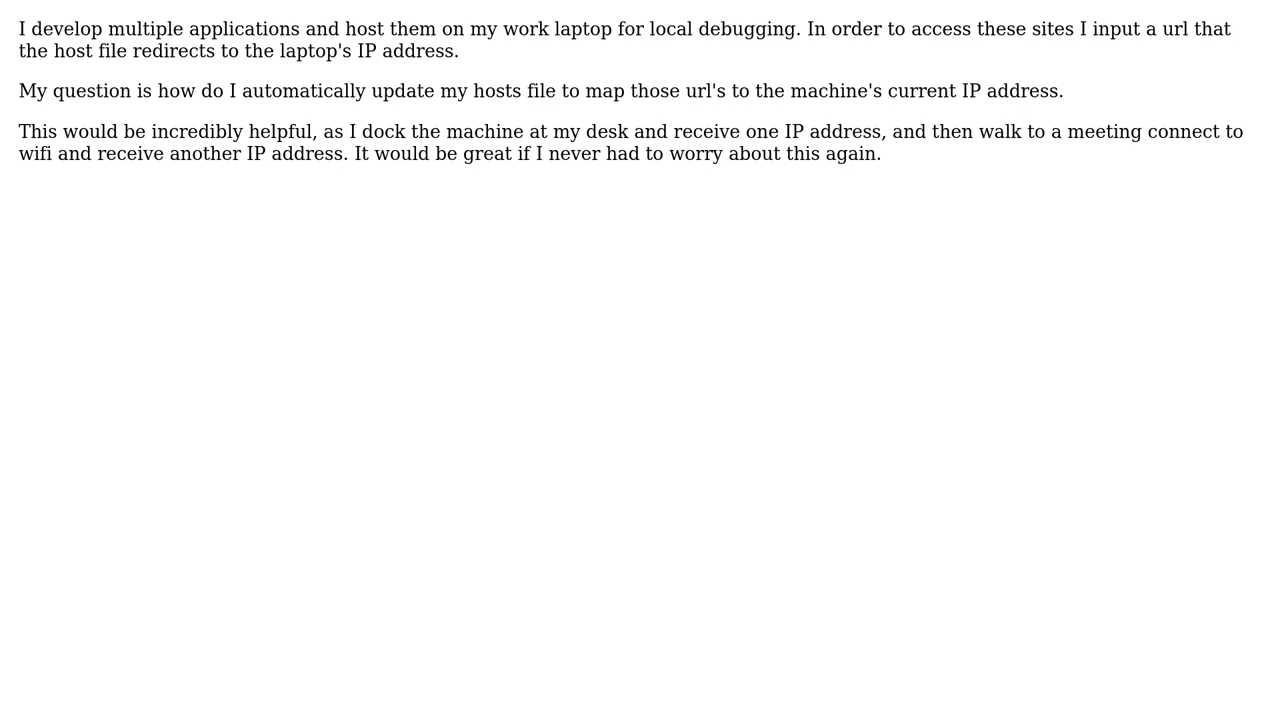 I develop multiple applications and host them on my work laptop for local debugging. In order to access these sites I input a url that
the host file redirects to the laptop's IP address.
My question is how do I automatically update my hosts file to map those url's to the machine's current IP address.
This would be incredibly helpful, as I dock the machine at my desk and receive one IP address, and then walk to a meeting connect to
wifi and receive another IP address. It would be great if I never had to worry about this again.